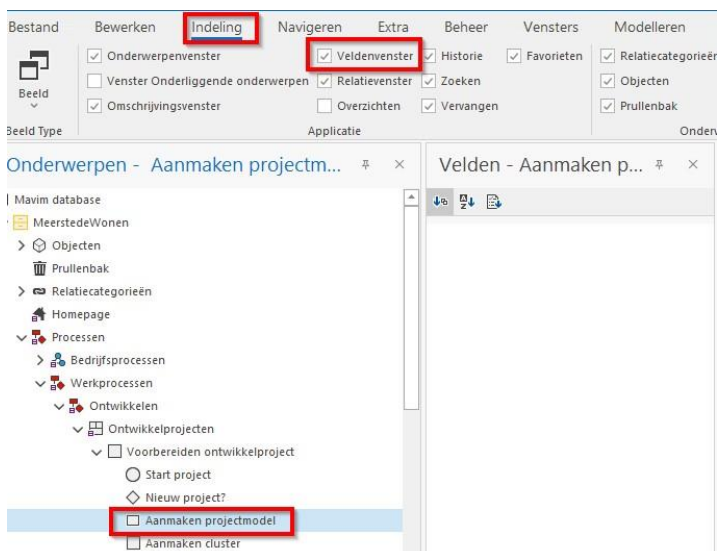 Bestand Bewerken Indeling Navigeren Extra Beheer Vensters Modelleren
Onderwerpenvenster Veldenvenster Historie Favorieten Relatiecategorieën
Beeld Venster Onderliggende onderwerpen Relatievenster Zoeken Objecten
Omschrijvingsvenster Overzichten Vervangen Prullenbak
Beeld Type Applicatie Onderw
Onderwerpen - Aanmaken projectm... Velden - Aanmaken p...
Mavim database
MeerstedeWonen
Objecten
Prullenbak
Relatiecategorieën
Homepage
Processen
Bedrijfsprocessen
Werkprocessen
Ontwikkelen
Ontwikkelprojecten
Voorbereiden ontwikkelproject
Start project
Nieuw project?
Aanmaken projectmodel
Aanmaken cluster